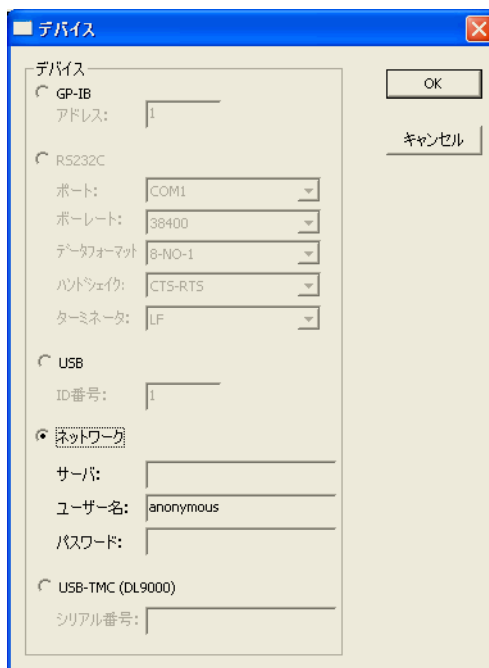 デバイス
デバイス
GP-IB
アドレス: 1
OK
キャンセル
RS232C
ポート: COM1
ボーレート: 38400
データフォーマット 8-NO-1
ハンドシェイク: CTS-RTS
ターミネータ: LF
USB
ID番号: 1
ネットワーク
サーバ:
ユーザー名: anonymous
パスワード:
USB-TMC (DL9000)
シリアル番号: